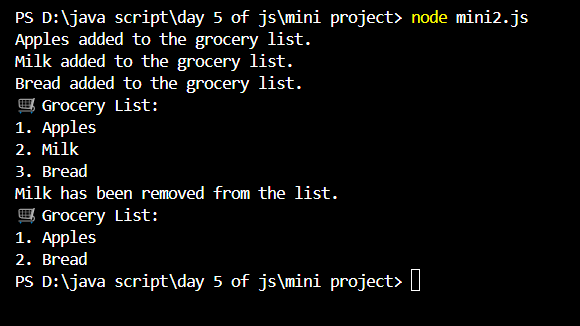 PS D:\java script\day 5 of js\mini project> node mini2.js
Apples added to the grocery list.
Milk added to the grocery list.
Bread added to the grocery list.
🛒 Grocery List:
1. Apples
2. Milk
3. Bread
Milk has been removed from the list.
🛒 Grocery List:
1. Apples
2. Bread
PS D:\java script\day 5 of js\mini project>